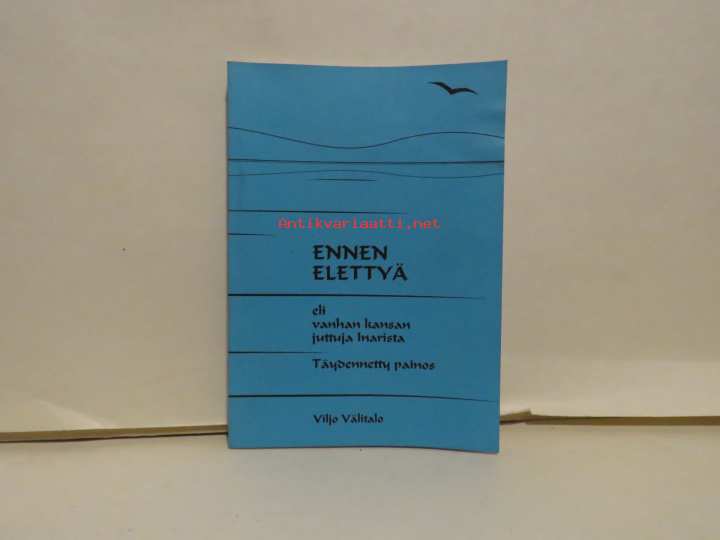 Antikvariaatti.net
ENNEN
ELETTYÄ
eli
vanhan kansan
juttuja Inarista
Täydennetty painos
Viljo Välitalo